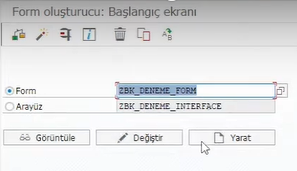 Form oluşturucu: Başlangıç ekranı
Form ZBK_DENEME_FORM
Arayüz ZBK_DENEME_INTERFACE
Görüntüle Değiştir Yarat